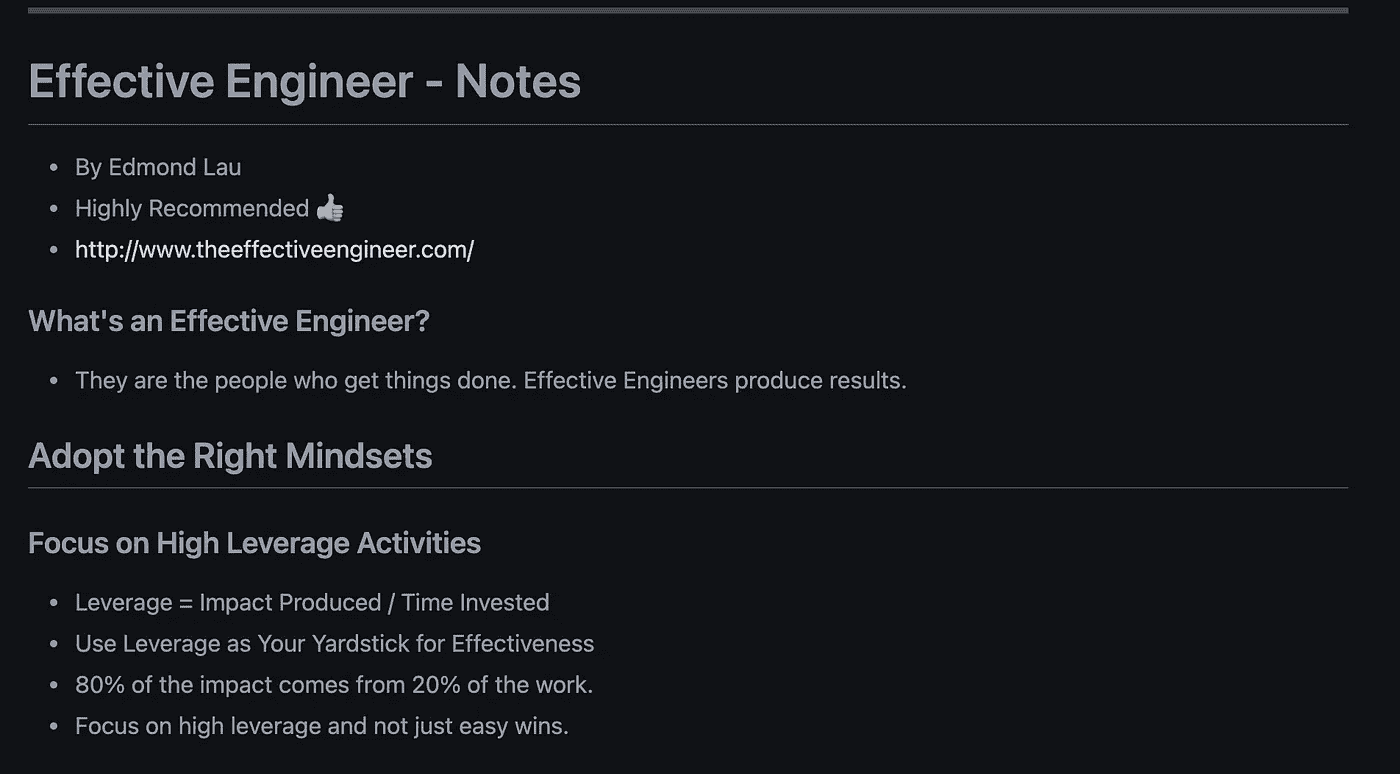 Effective Engineer - Notes
• By Edmond Lau
• Highly Recommended 👍
• http://www.theeffectiveengineer.com/
What's an Effective Engineer?
• They are the people who get things done. Effective Engineers produce results.
Adopt the Right Mindsets
Focus on High Leverage Activities
• Leverage = Impact Produced / Time Invested
• Use Leverage as Your Yardstick for Effectiveness
• 80% of the impact comes from 20% of the work.
• Focus on high leverage and not just easy wins.